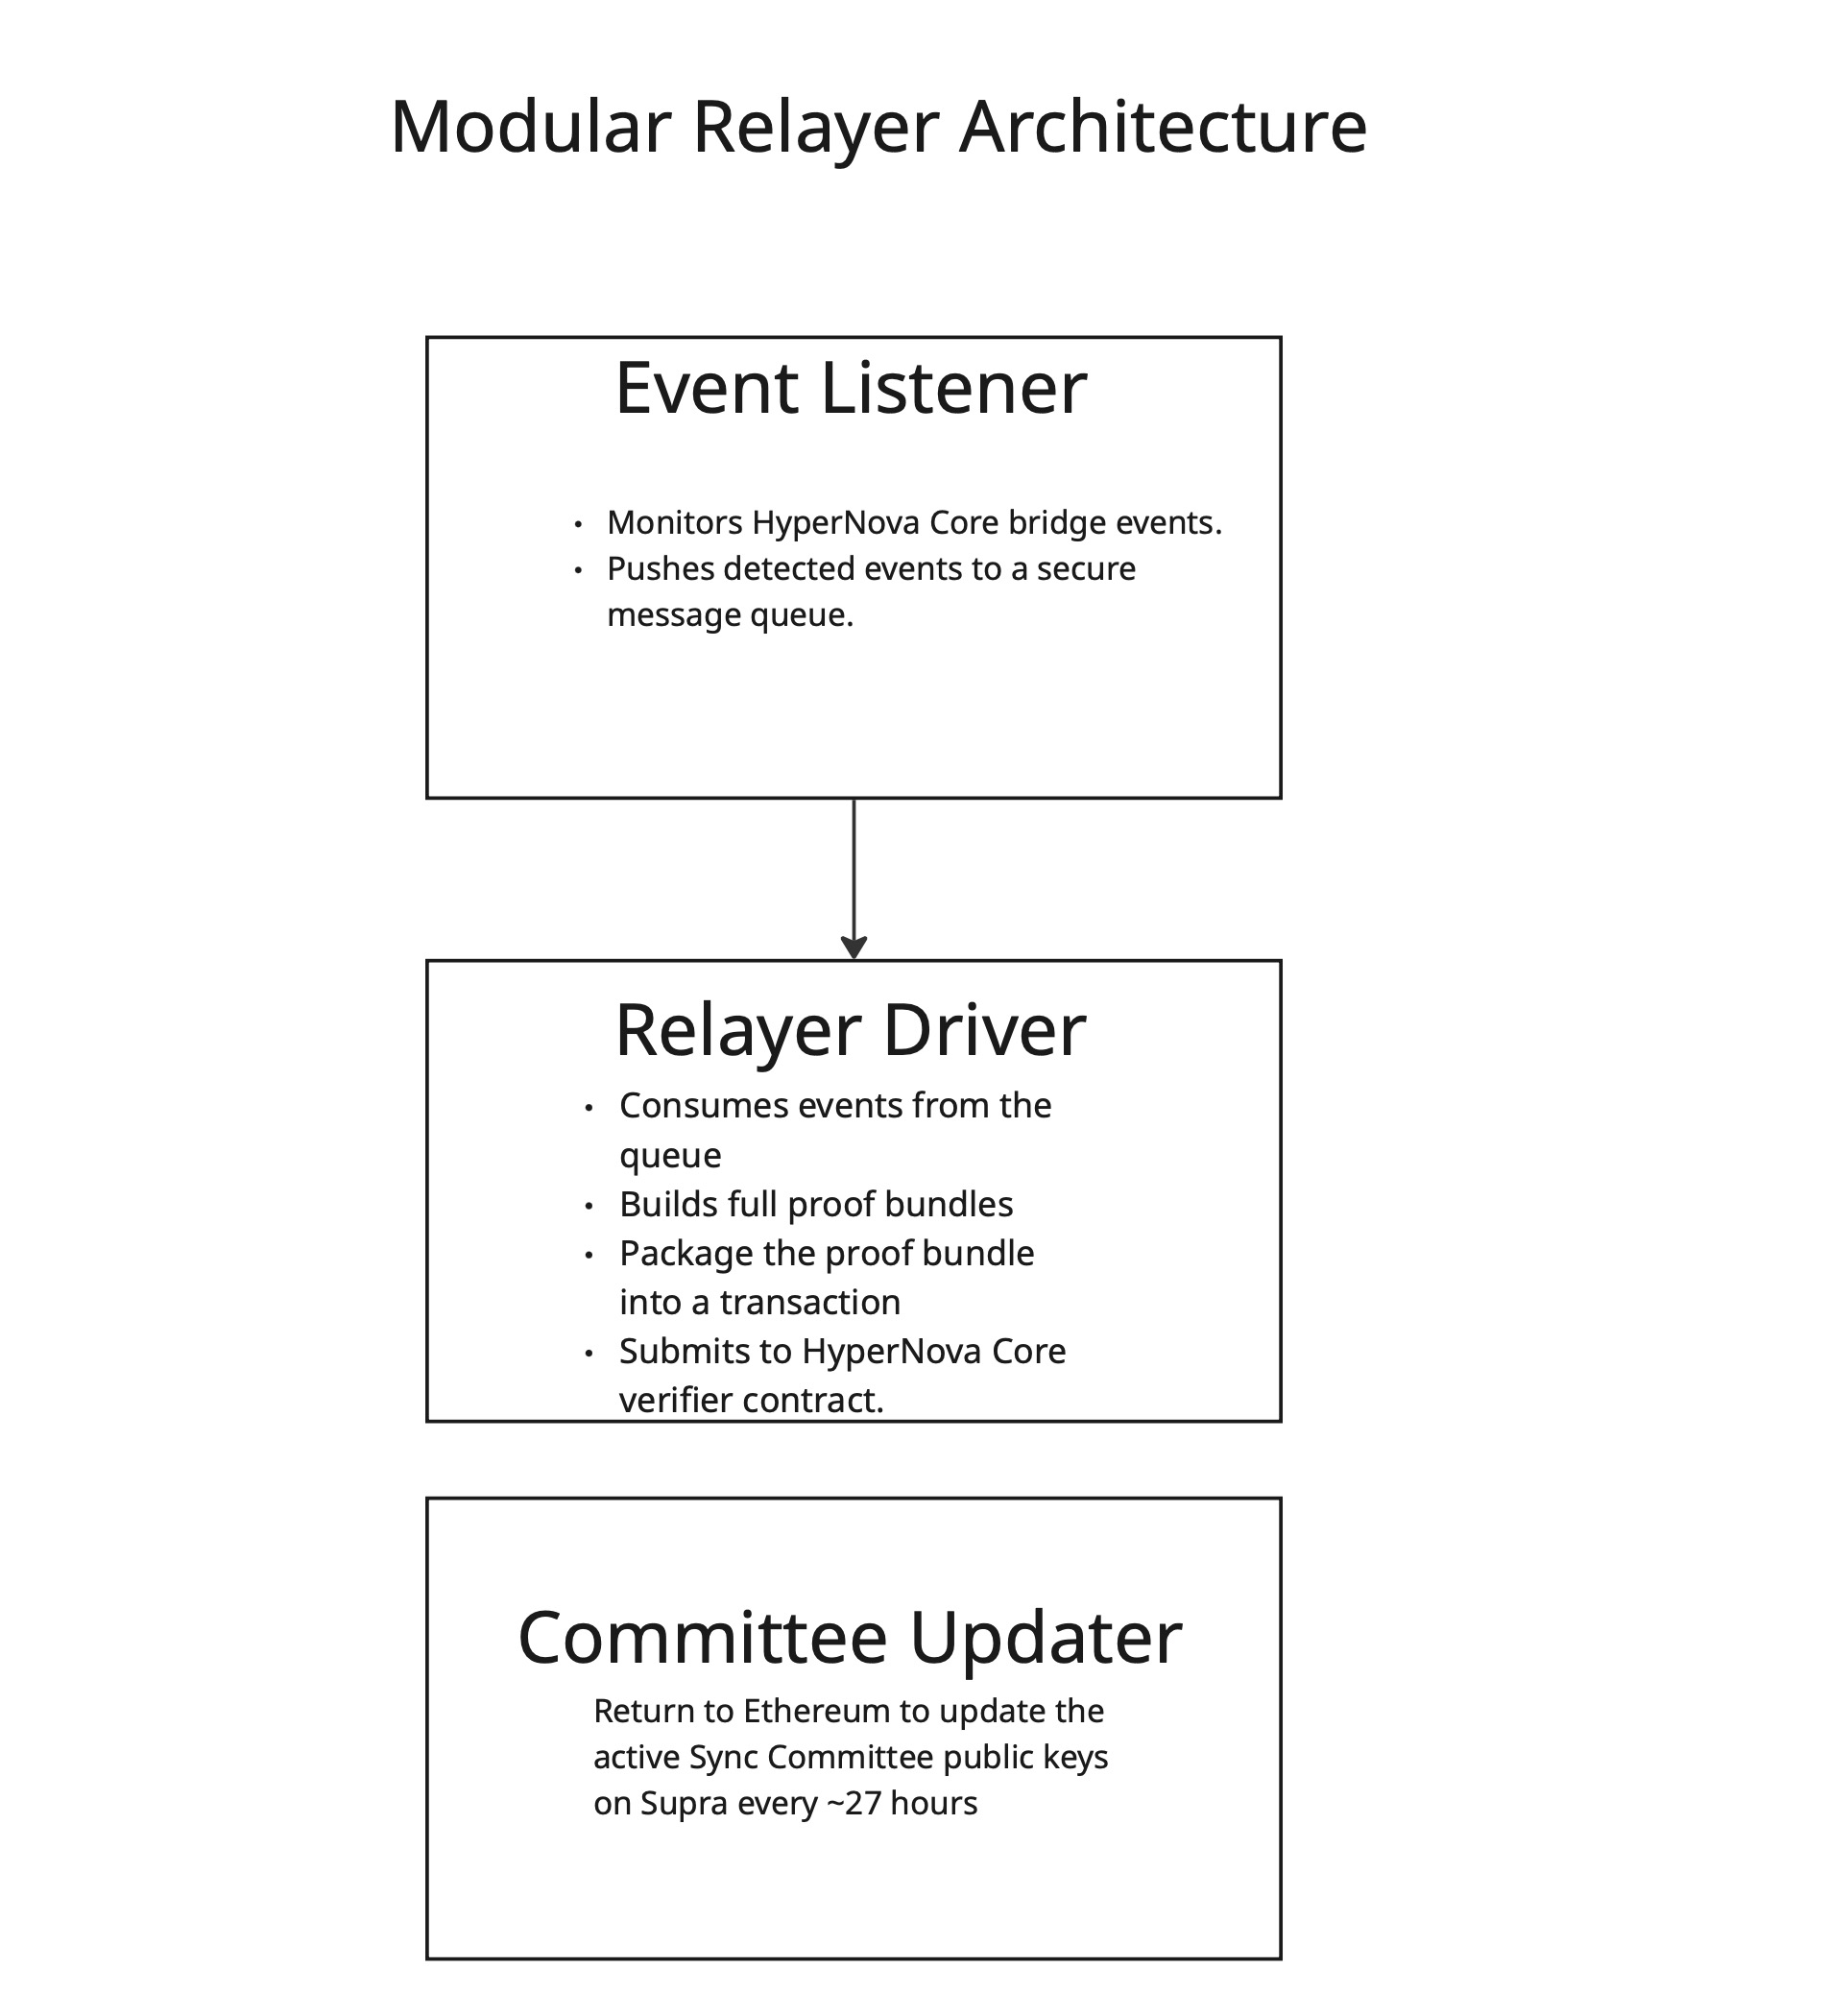 Modular Relayer Architecture
Event Listener
• Monitors HyperNova Core bridge events.
• Pushes detected events to a secure
message queue.
Relayer Driver
• Consumes events from the
queue
• Builds full proof bundles
• Package the proof bundle
into a transaction
• Submits to HyperNova Core
verifier contract.
Committee Updater
Return to Ethereum to update the
active Sync Committee public keys
on Supra every ~27 hours